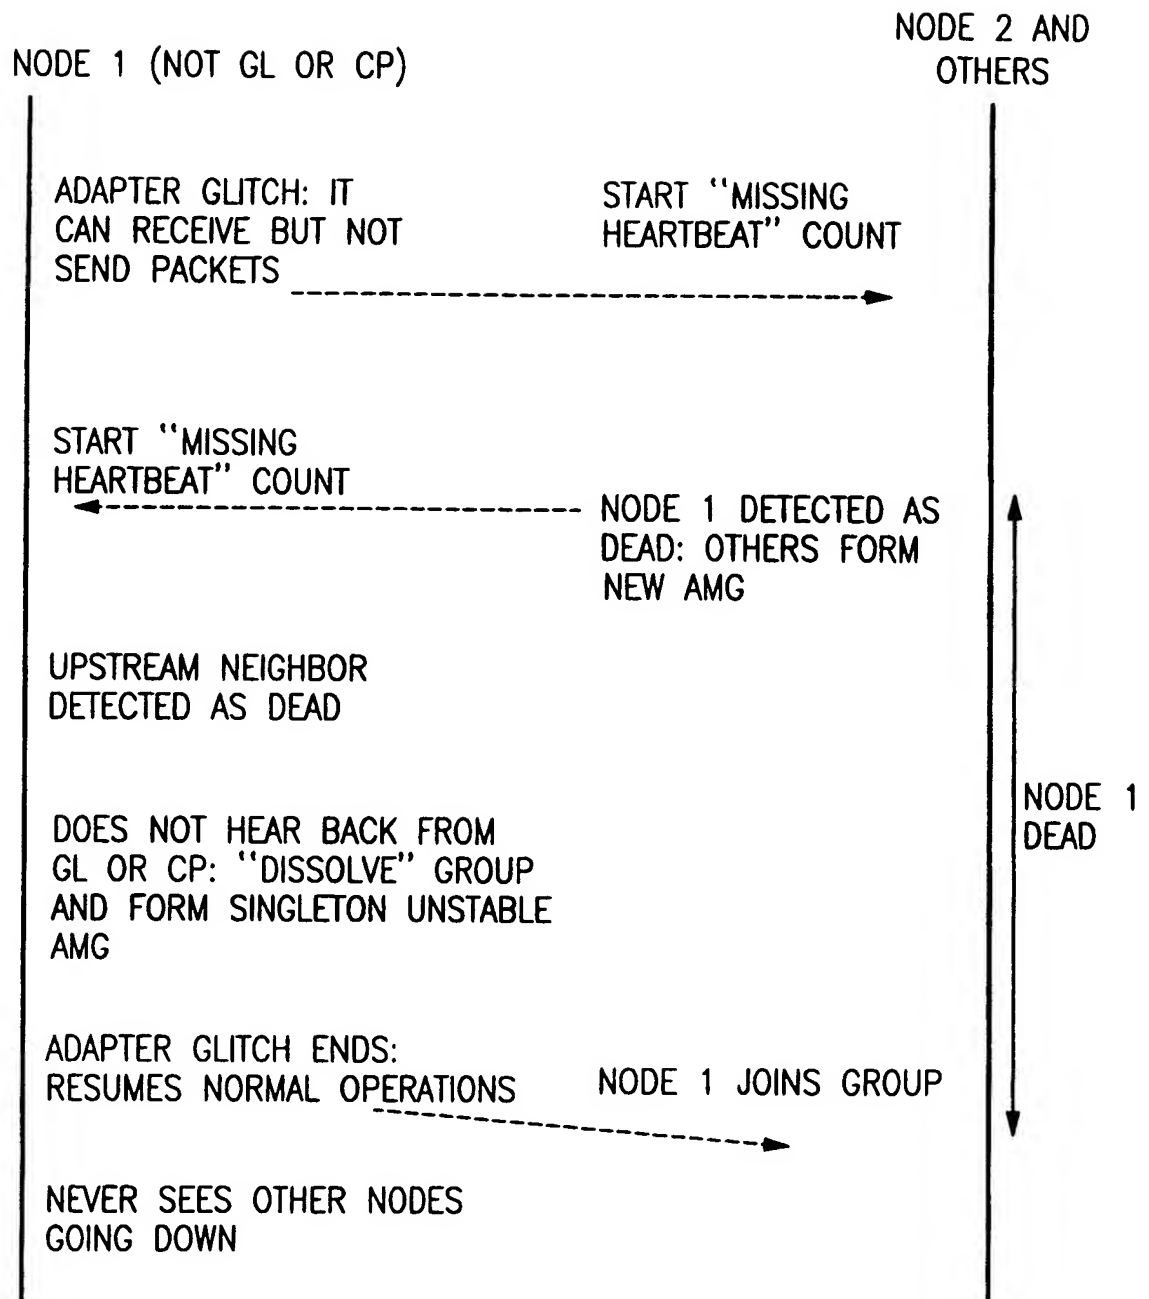 NODE 1 (NOT GL OR CP)
NODE 2 AND
OTHERS
ADAPTER GLITCH: IT
CAN RECEIVE BUT NOT
SEND PACKETS
START "MISSING
HEARTBEAT" COUNT
START "MISSING
HEARTBEAT" COUNT
NODE 1 DETECTED AS
DEAD: OTHERS FORM
NEW AMG
UPSTREAM NEIGHBOR
DETECTED AS DEAD
NODE 1
DEAD
DOES NOT HEAR BACK FROM
GL OR CP: "DISSOLVE" GROUP
AND FORM SINGLETON UNSTABLE
AMG
ADAPTER GLITCH ENDS:
RESUMES NORMAL OPERATIONS
NODE 1 JOINS GROUP
NEVER SEES OTHER NODES
GOING DOWN